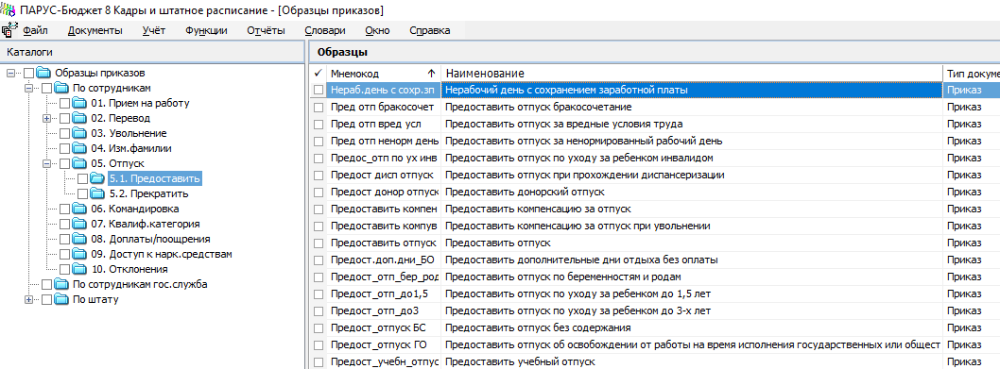 ПАРУС-Бюджет 8 Кадры и штатное расписание - [Образцы приказов]
Файл Документы Учёт Функции Отчёты Словари Окно Справка
Каталоги
Образцы приказов
По сотрудникам
01. Прием на работу
02. Перевод
03. Увольнение
04. Изм.фамилии
05. Отпуск
5.1. Предоставить
5.2. Прекратить
06. Командировка
07. Квалиф.категория
08. Доплаты/поощрения
09. Доступ к нарк.средствам
10. Отклонения
По сотрудникам гос.служба
По штату
Образцы
Мнемокод Наименование Тип докуме
Нераб.день с сохр.зп Нерабочий день с сохранением заработной платы Приказ
Пред отп бракосочет Предоставить отпуск бракосочетание Приказ
Пред отп вред усл Предоставить отпуск за вредные условия труда Приказ
Пред отп ненорм день Предоставить отпуск за ненормированный рабочий день Приказ
Предос_отп по ух инв Предоставить отпуск по уходу за ребенком инвалидом Приказ
Предост дисп отпуск Предоставить отпуск при прохождении диспансеризации Приказ
Предост донор отпуск Предоставить донорский отпуск Приказ
Предоставить компен Предоставить компенсацию за отпуск Приказ
Предоставить компув Предоставить компенсацию за отпуск при увольнении Приказ
Предоставить отпуск Предоставить отпуск Приказ
Предост.доп.дни_БО Предоставить дополнительные дни отдыха без оплаты Приказ
Предост_отп_бер_род Предоставить отпуск по беременностям и родам Приказ
Предост_отп_до1,5 Предоставить отпуск по уходу за ребенком до 1,5 лет Приказ
Предост_отп_до3 Предоставить отпуск по уходу за ребенком до 3-х лет Приказ
Предост_отпуск БС Предоставить отпуск без содержания Приказ
Предост_отпуск ГО Предоставить отпуск об освобождении от работы на время исполнения государственных или общест Приказ
Предост_учебн_отпус Предоставить учебный отпуск Приказ